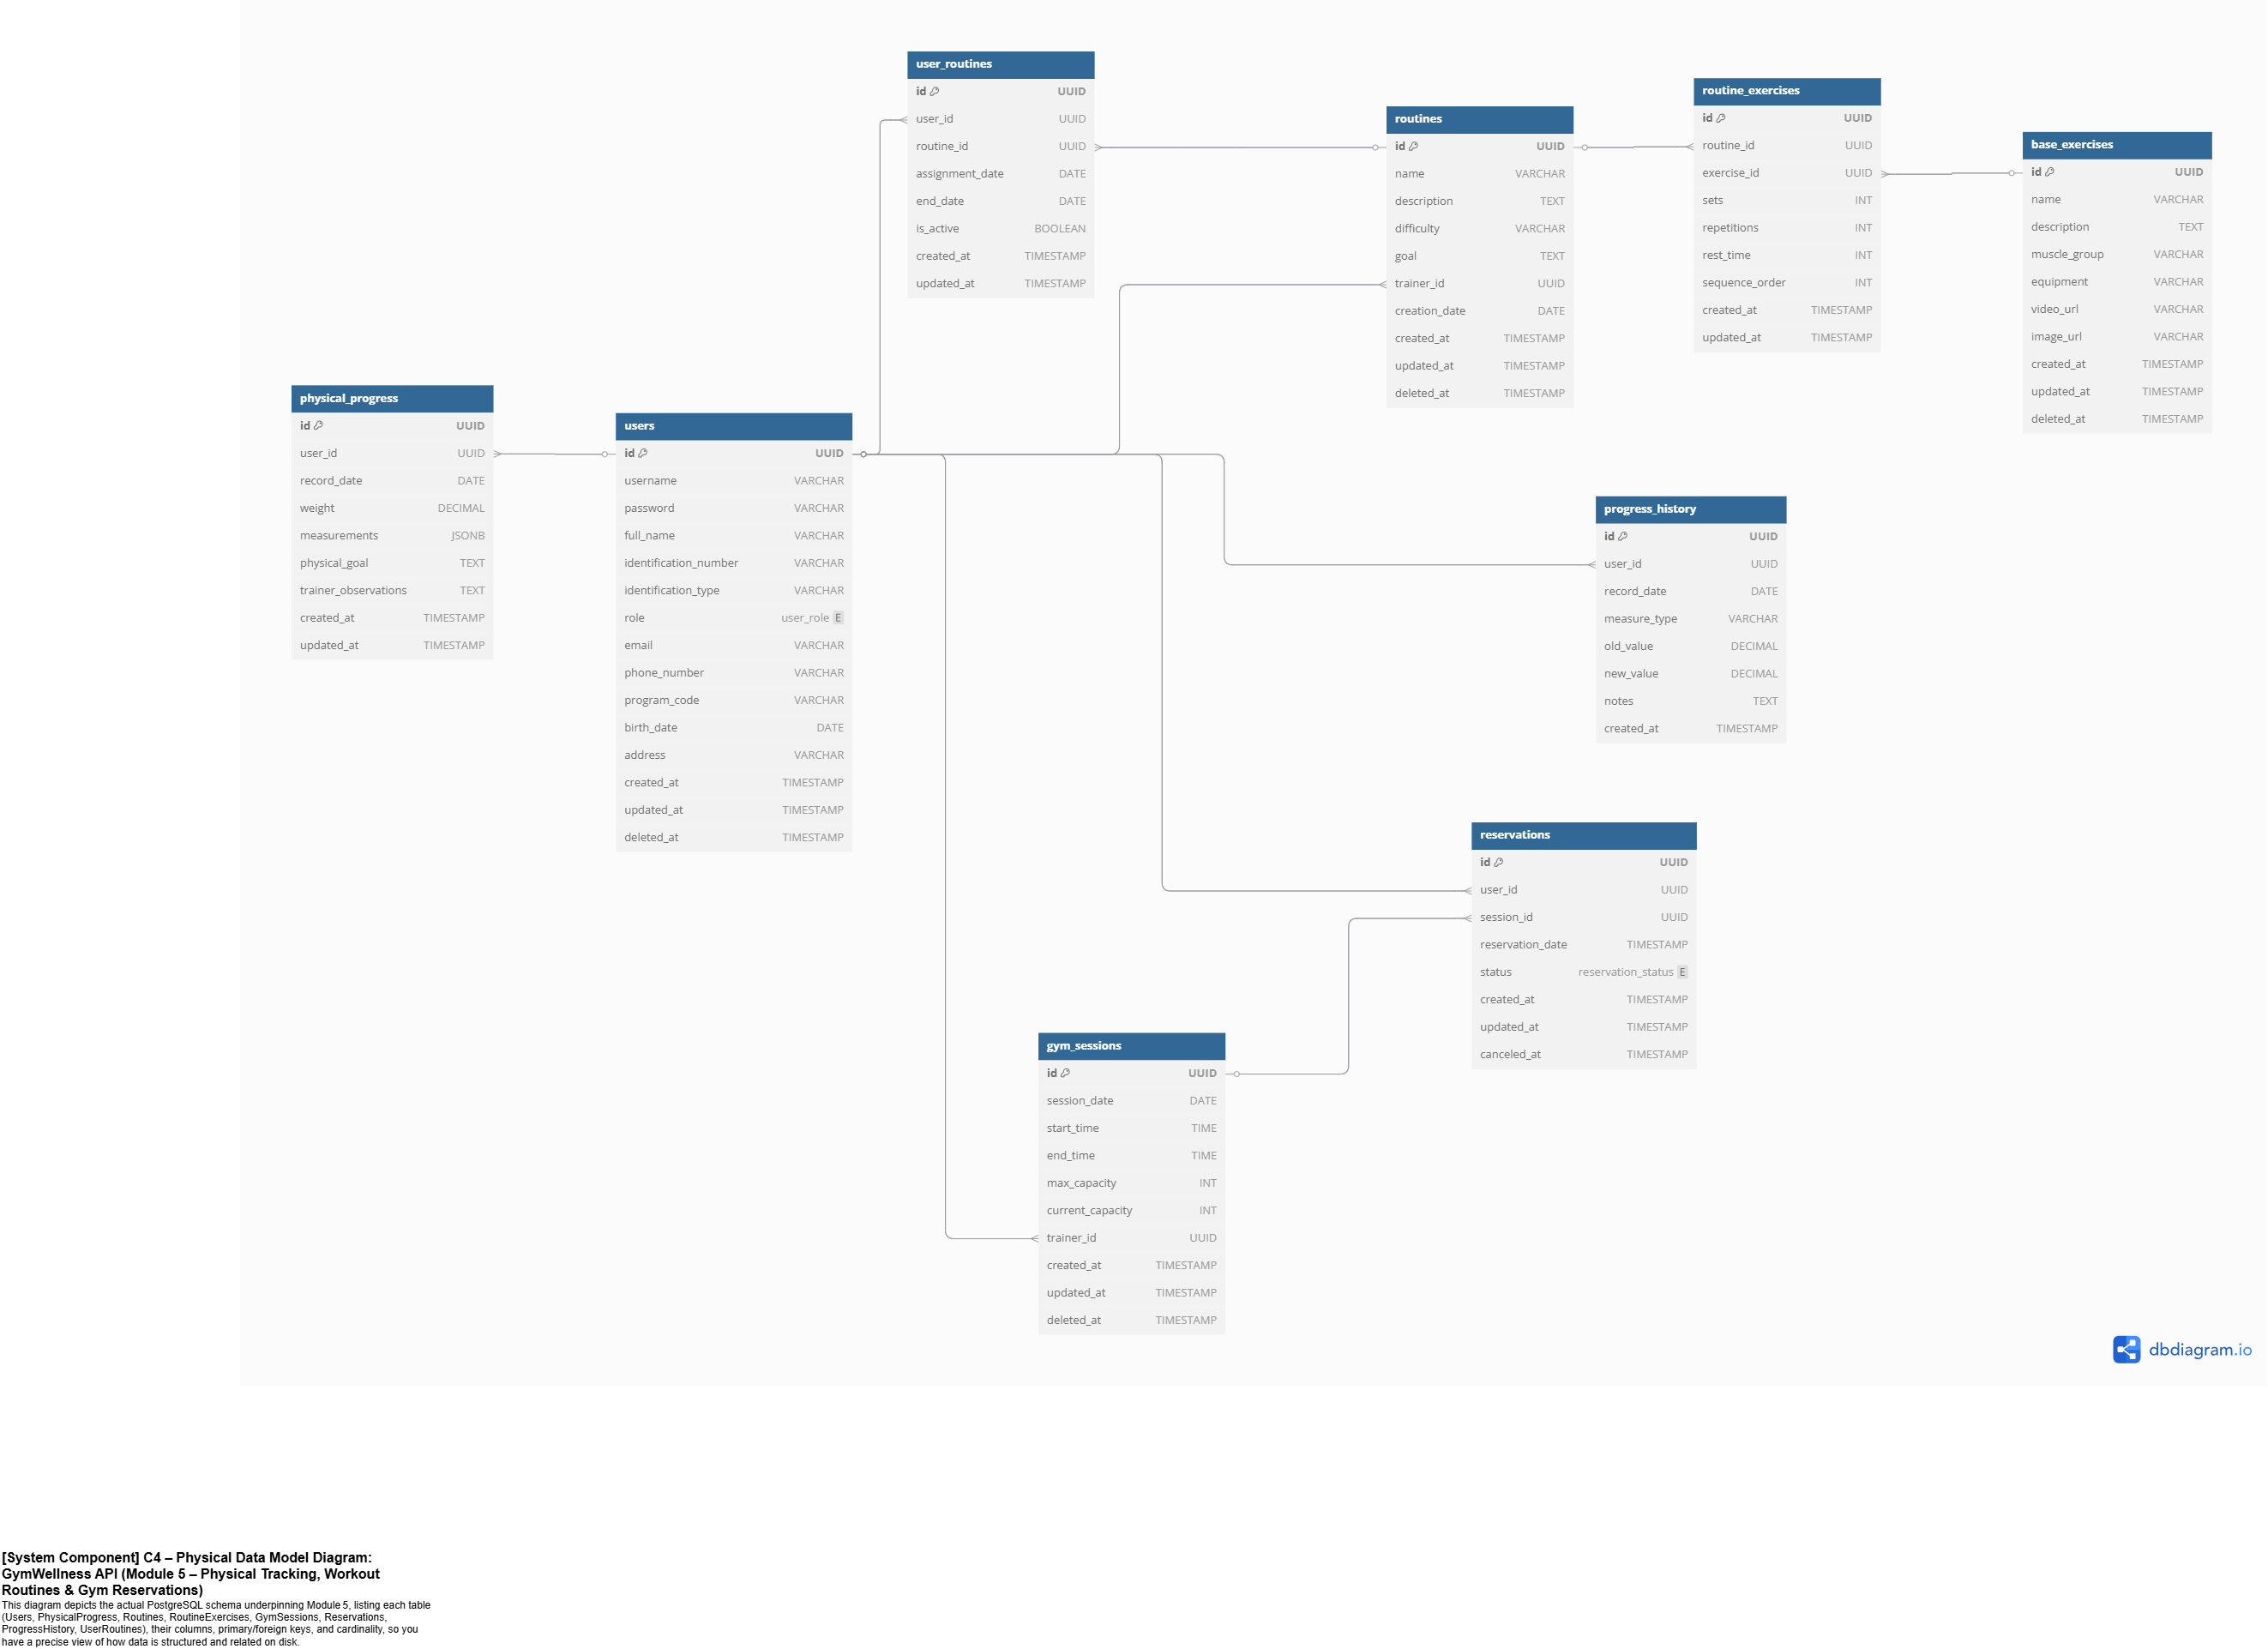 user_routines
id UUID
user_id UUID
routine_id UUID
assignment_date DATE
end_date DATE
is_active BOOLEAN
created_at TIMESTAMP
updated_at TIMESTAMP
routines
id UUID
name VARCHAR
description TEXT
difficulty VARCHAR
goal TEXT
trainer_id UUID
creation_date DATE
created_at TIMESTAMP
updated_at TIMESTAMP
deleted_at TIMESTAMP
routine_exercises
id UUID
routine_id UUID
exercise_id UUID
sets INT
repetitions INT
rest_time INT
sequence_order INT
created_at TIMESTAMP
updated_at TIMESTAMP
base_exercises
id UUID
name VARCHAR
description TEXT
muscle_group VARCHAR
equipment VARCHAR
video_url VARCHAR
image_url VARCHAR
created_at TIMESTAMP
updated_at TIMESTAMP
deleted_at TIMESTAMP
physical_progress
id UUID
user_id UUID
record_date DATE
weight DECIMAL
measurements JSONB
physical_goal TEXT
trainer_observations TEXT
created_at TIMESTAMP
updated_at TIMESTAMP
users
id UUID
username VARCHAR
password VARCHAR
full_name VARCHAR
identification_number VARCHAR
identification_type VARCHAR
role user_role E
email VARCHAR
phone_number VARCHAR
program_code VARCHAR
birth_date DATE
address VARCHAR
created_at TIMESTAMP
updated_at TIMESTAMP
deleted_at TIMESTAMP
progress_history
id UUID
user_id UUID
record_date DATE
measure_type VARCHAR
old_value DECIMAL
new_value DECIMAL
notes TEXT
created_at TIMESTAMP
reservations
id UUID
user_id UUID
session_id UUID
reservation_date TIMESTAMP
status reservation_status E
created_at TIMESTAMP
updated_at TIMESTAMP
canceled_at TIMESTAMP
gym_sessions
id UUID
session_date DATE
start_time TIME
end_time TIME
max_capacity INT
current_capacity INT
trainer_id UUID
created_at TIMESTAMP
updated_at TIMESTAMP
deleted_at TIMESTAMP
dbdiagram.io
[System Component] C4 – Physical Data Model Diagram:
GymWellness API (Module 5 – Physical Tracking, Workout
Routines & Gym Reservations)
This diagram depicts the actual PostgreSQL schema underpinning Module 5, listing each table
(Users, PhysicalProgress, Routines, RoutineExercises, GymSessions, Reservations,
ProgressHistory, UserRoutines), their columns, primary/foreign keys, and cardinality, so you
have a precise view of how data is structured and related on disk.